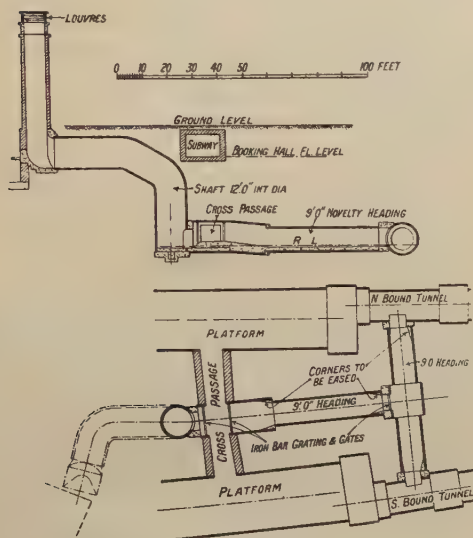 LOUVRES
0 10 20 30 40 50 100 FEET
GROUND LEVEL
SUBWAY
BOOKING HALL FL LEVEL
SHAFT 12'0" INT DIA
CROSS PASSAGE
9'0" NOVELTY HEADING
R L
N BOUND TUNNEL
PLATFORM
PASSAGE
CROSS
CORNERS TO
BE EASED
9'0 HEADING
9'0" HEADING
IRON BAR GRATING & GATES
PLATFORM
S. BOUND TUNNEL